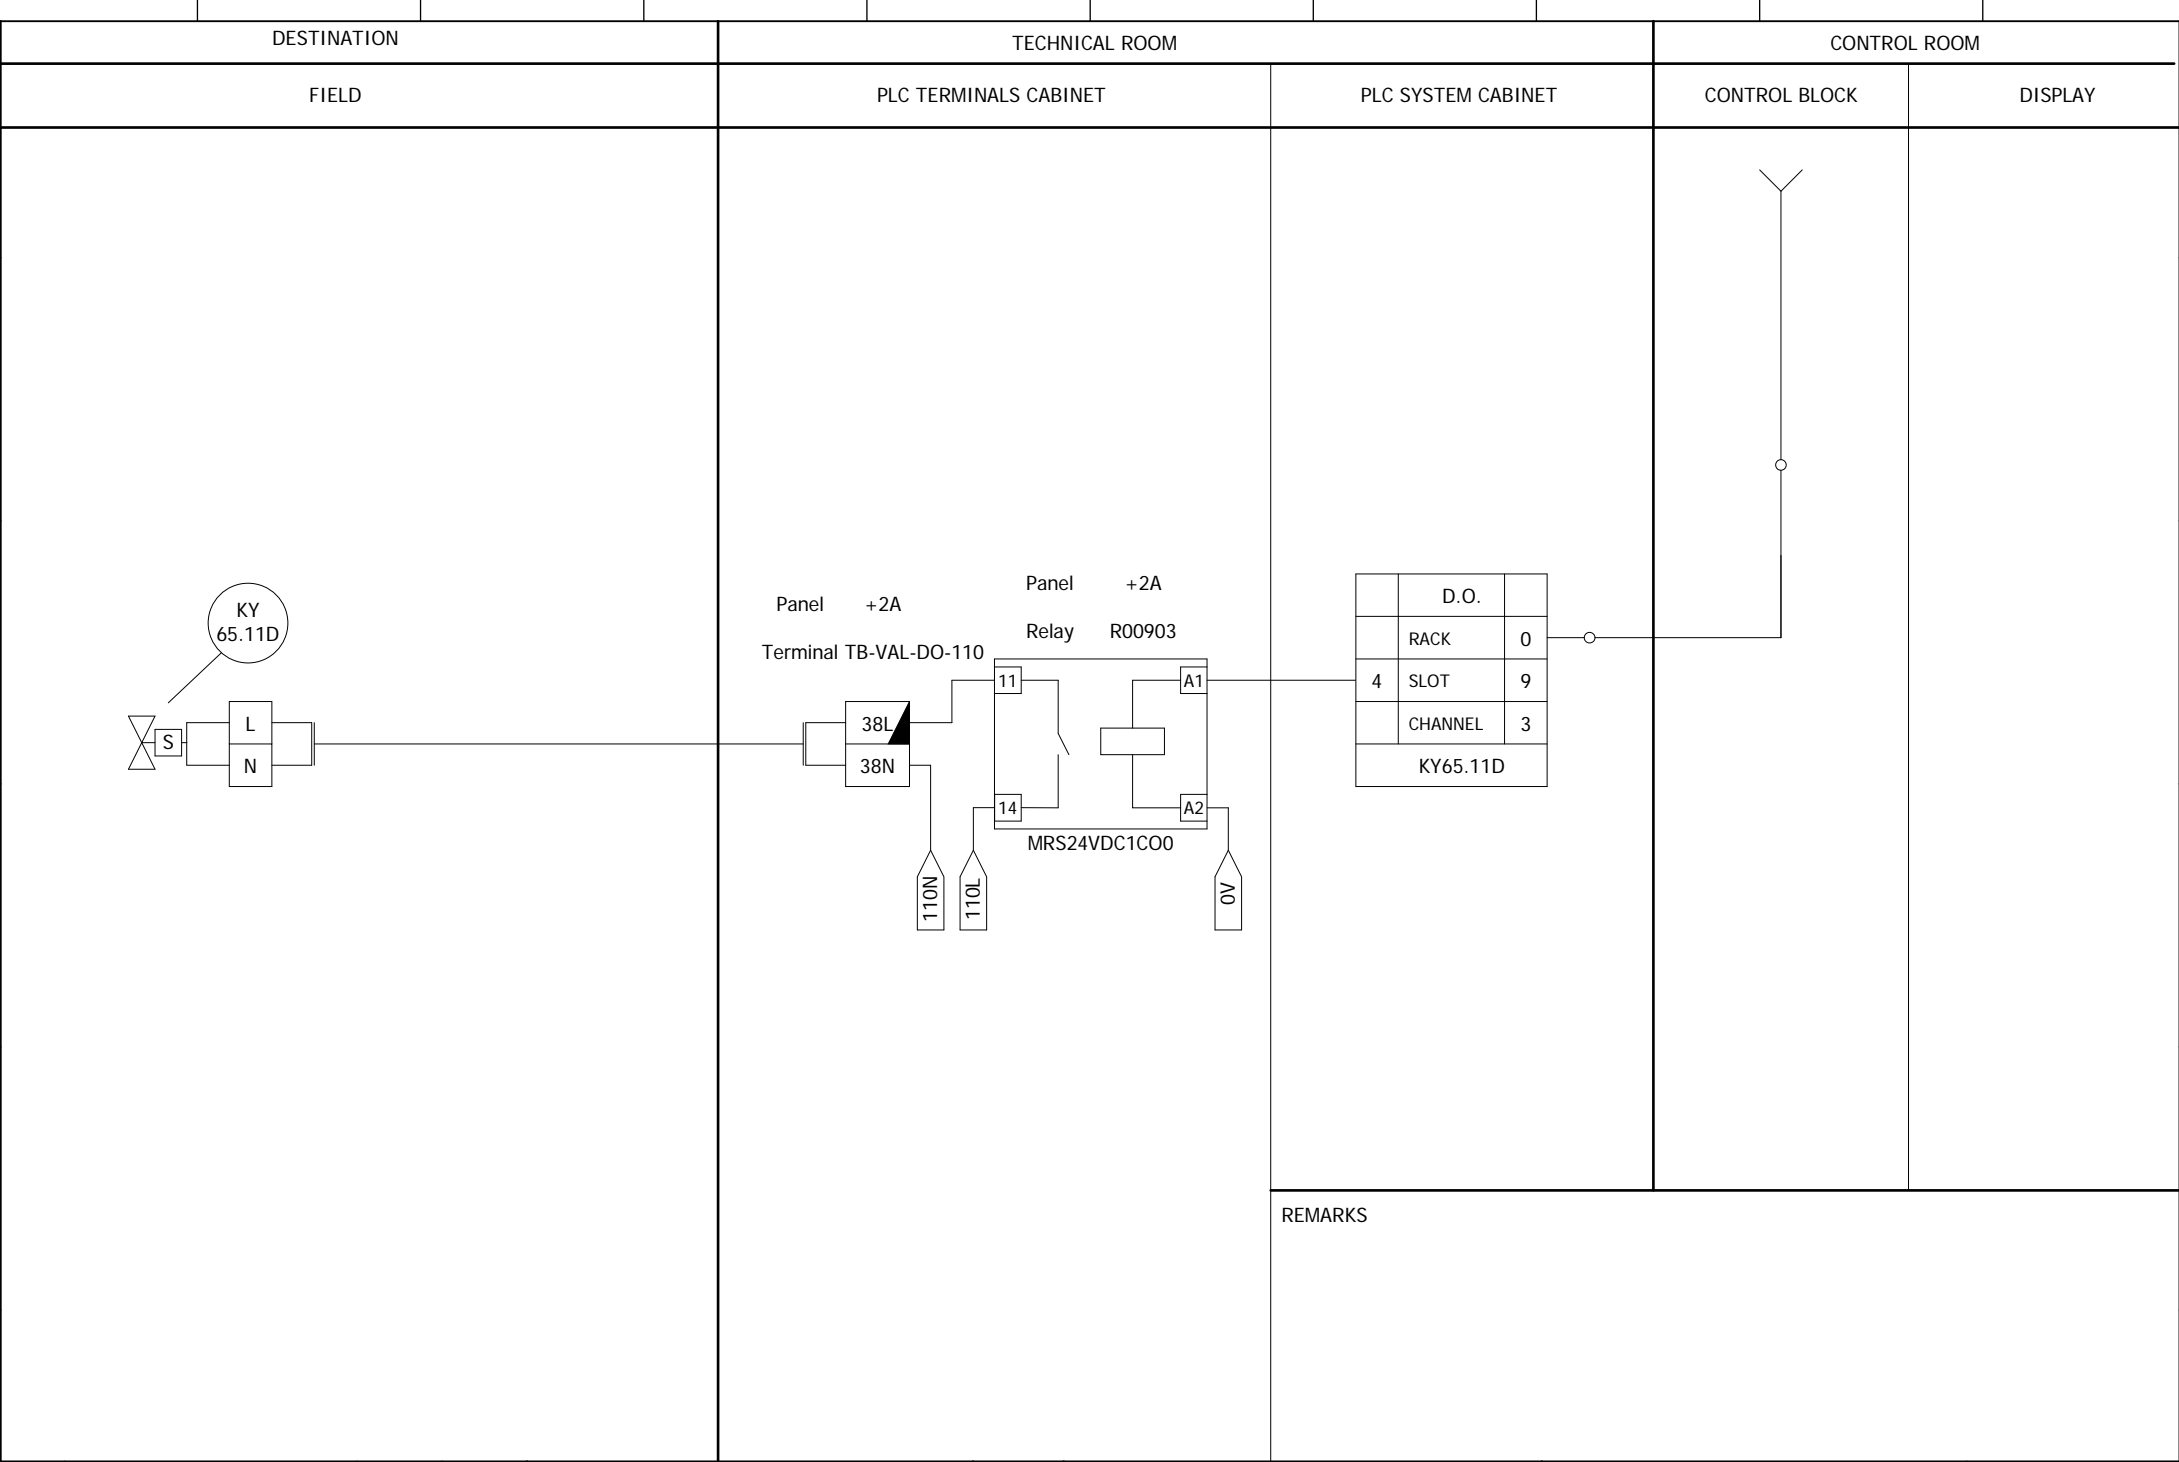 DESTINATION
TECHNICAL ROOM
CONTROL ROOM
FIELD
PLC TERMINALS CABINET
PLC SYSTEM CABINET
CONTROL BLOCK
DISPLAY
KY
65.11D
S
L
N
Panel +2A
Terminal TB-VAL-DO-110
38L
38N
110N
110L
Panel +2A
Relay R00903
11
14
A1
A2
MRS24VDC1CO0
0V
D.O.
RACK 0
4 SLOT 9
CHANNEL 3
KY65.11D
REMARKS